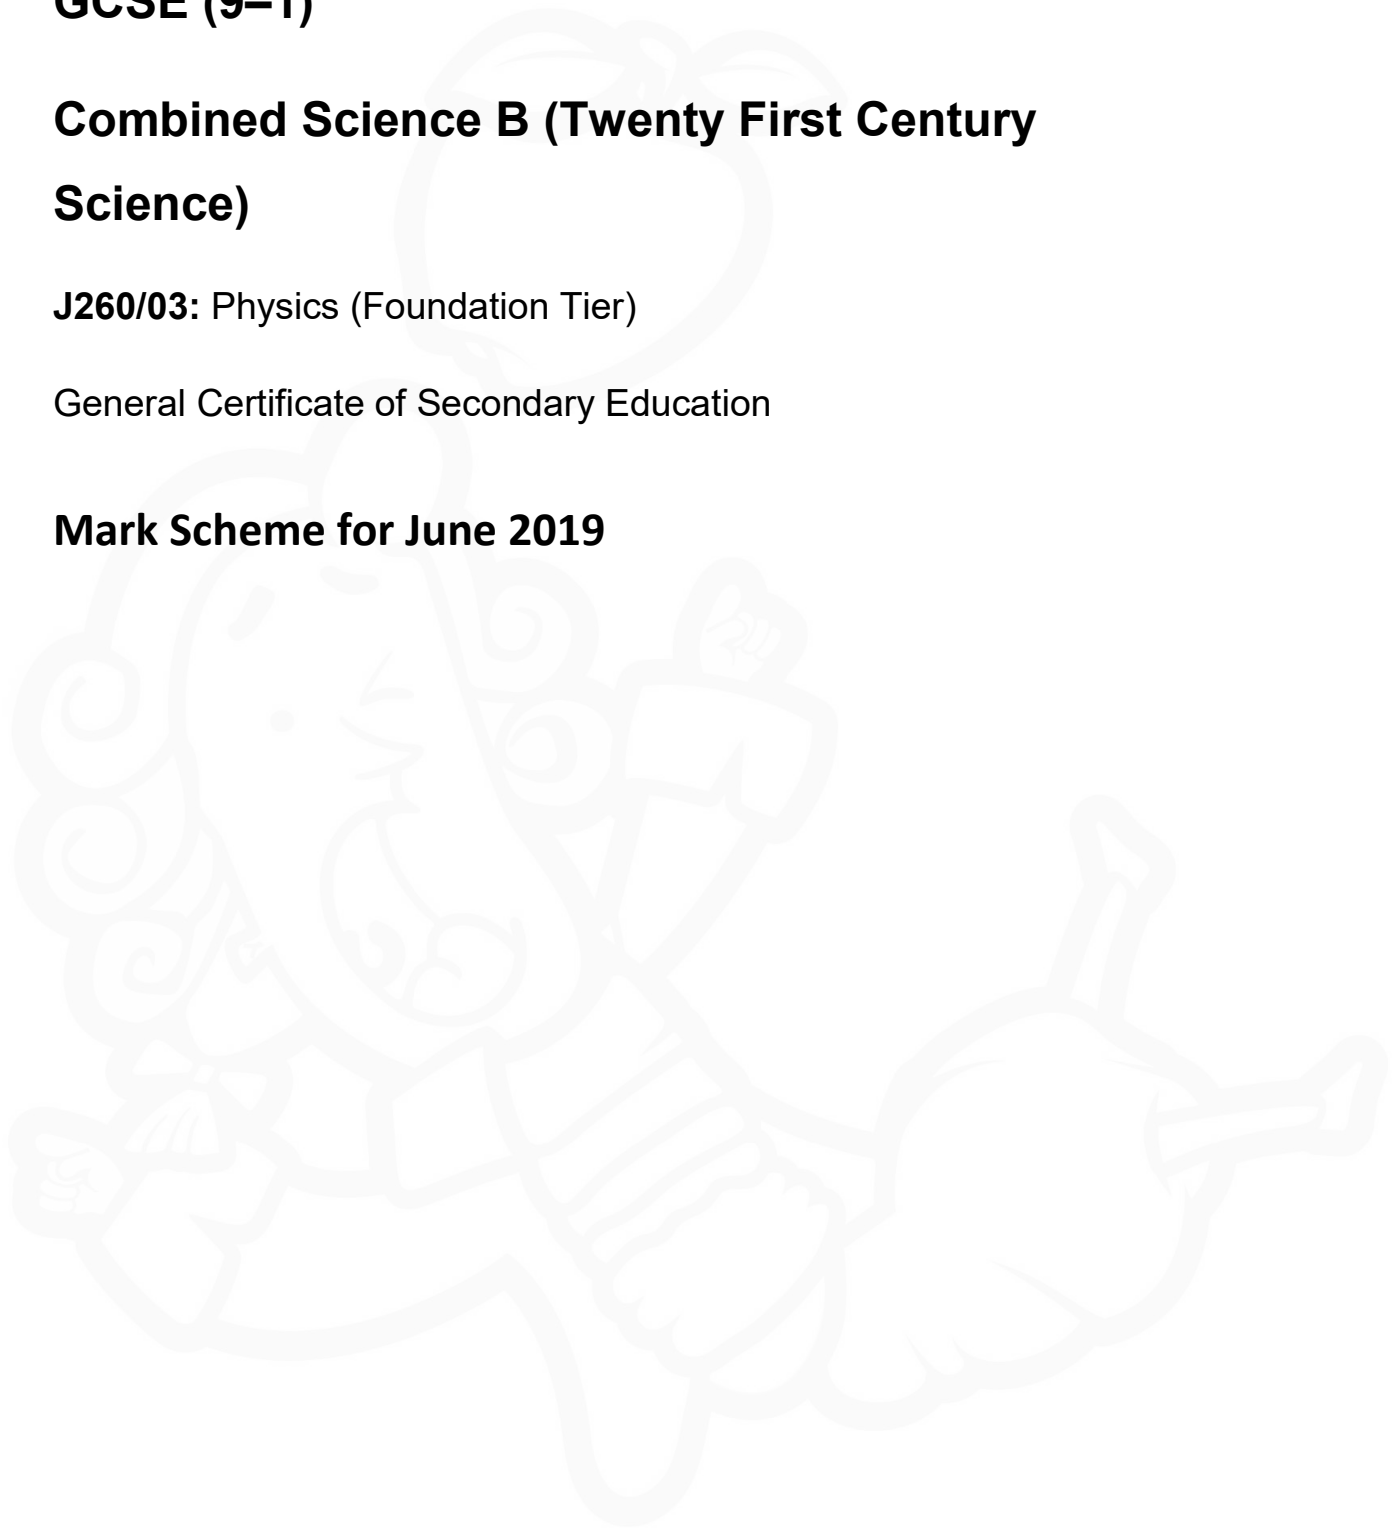 GCSE (9–1)
Combined Science B (Twenty First Century
Science)
J260/03: Physics (Foundation Tier)
General Certificate of Secondary Education
Mark Scheme for June 2019